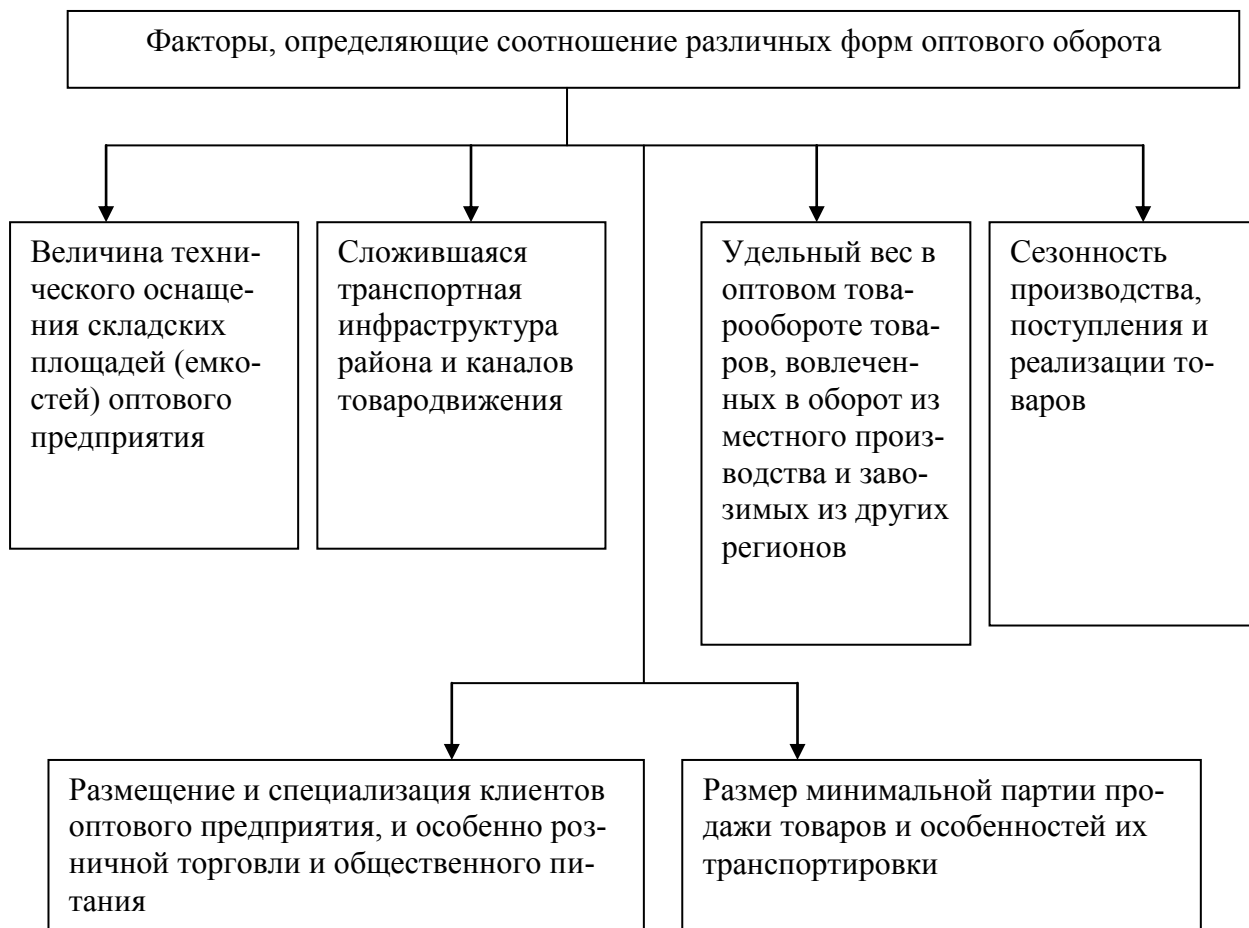 Факторы, определяющие соотношение различных форм оптового оборота
Величина техни-
ческого оснаще-
ния складских
площадей (емко-
стей) оптового
предприятия
Сложившаяся
транспортная
инфраструктура
района и каналов
товародвижения
Удельный вес в
оптовом това-
рообороте това-
ров, вовлечен-
ных в оборот из
местного произ-
водства и заво-
зимых из других
регионов
Сезонность
производства,
поступления и
реализации то-
варов
Размещение и специализация клиентов
оптового предприятия, и особенно роз-
ничной торговли и общественного пи-
тания
Размер минимальной партии про-
дажи товаров и особенностей их
транспортировки